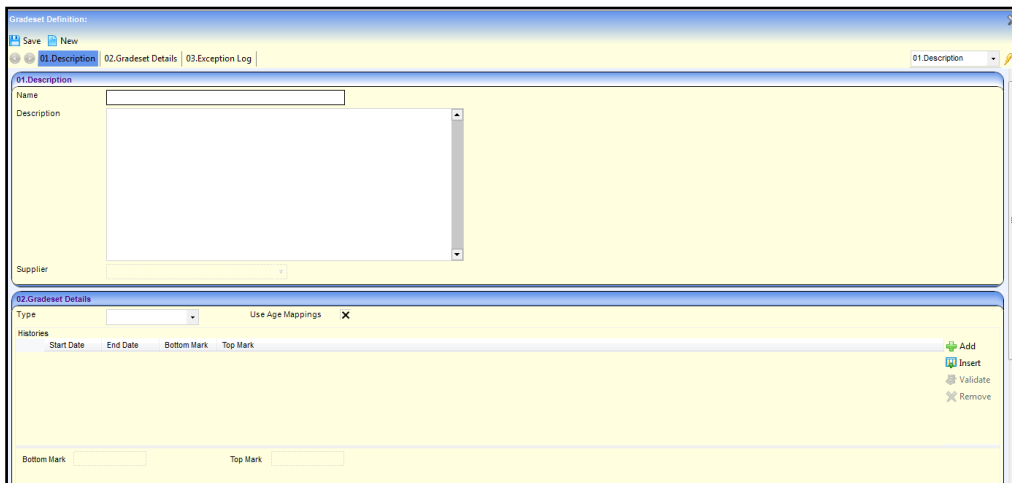 Gradeset Definition:
Save New
01.Description 02.Gradeset Details 03.Exception Log 01.Description
01.Description
Name
Description
Supplier
02.Gradeset Details
Type Use Age Mappings
Histories
Start Date End Date Bottom Mark Top Mark
Add
Insert
Validate
Remove
Bottom Mark Top Mark